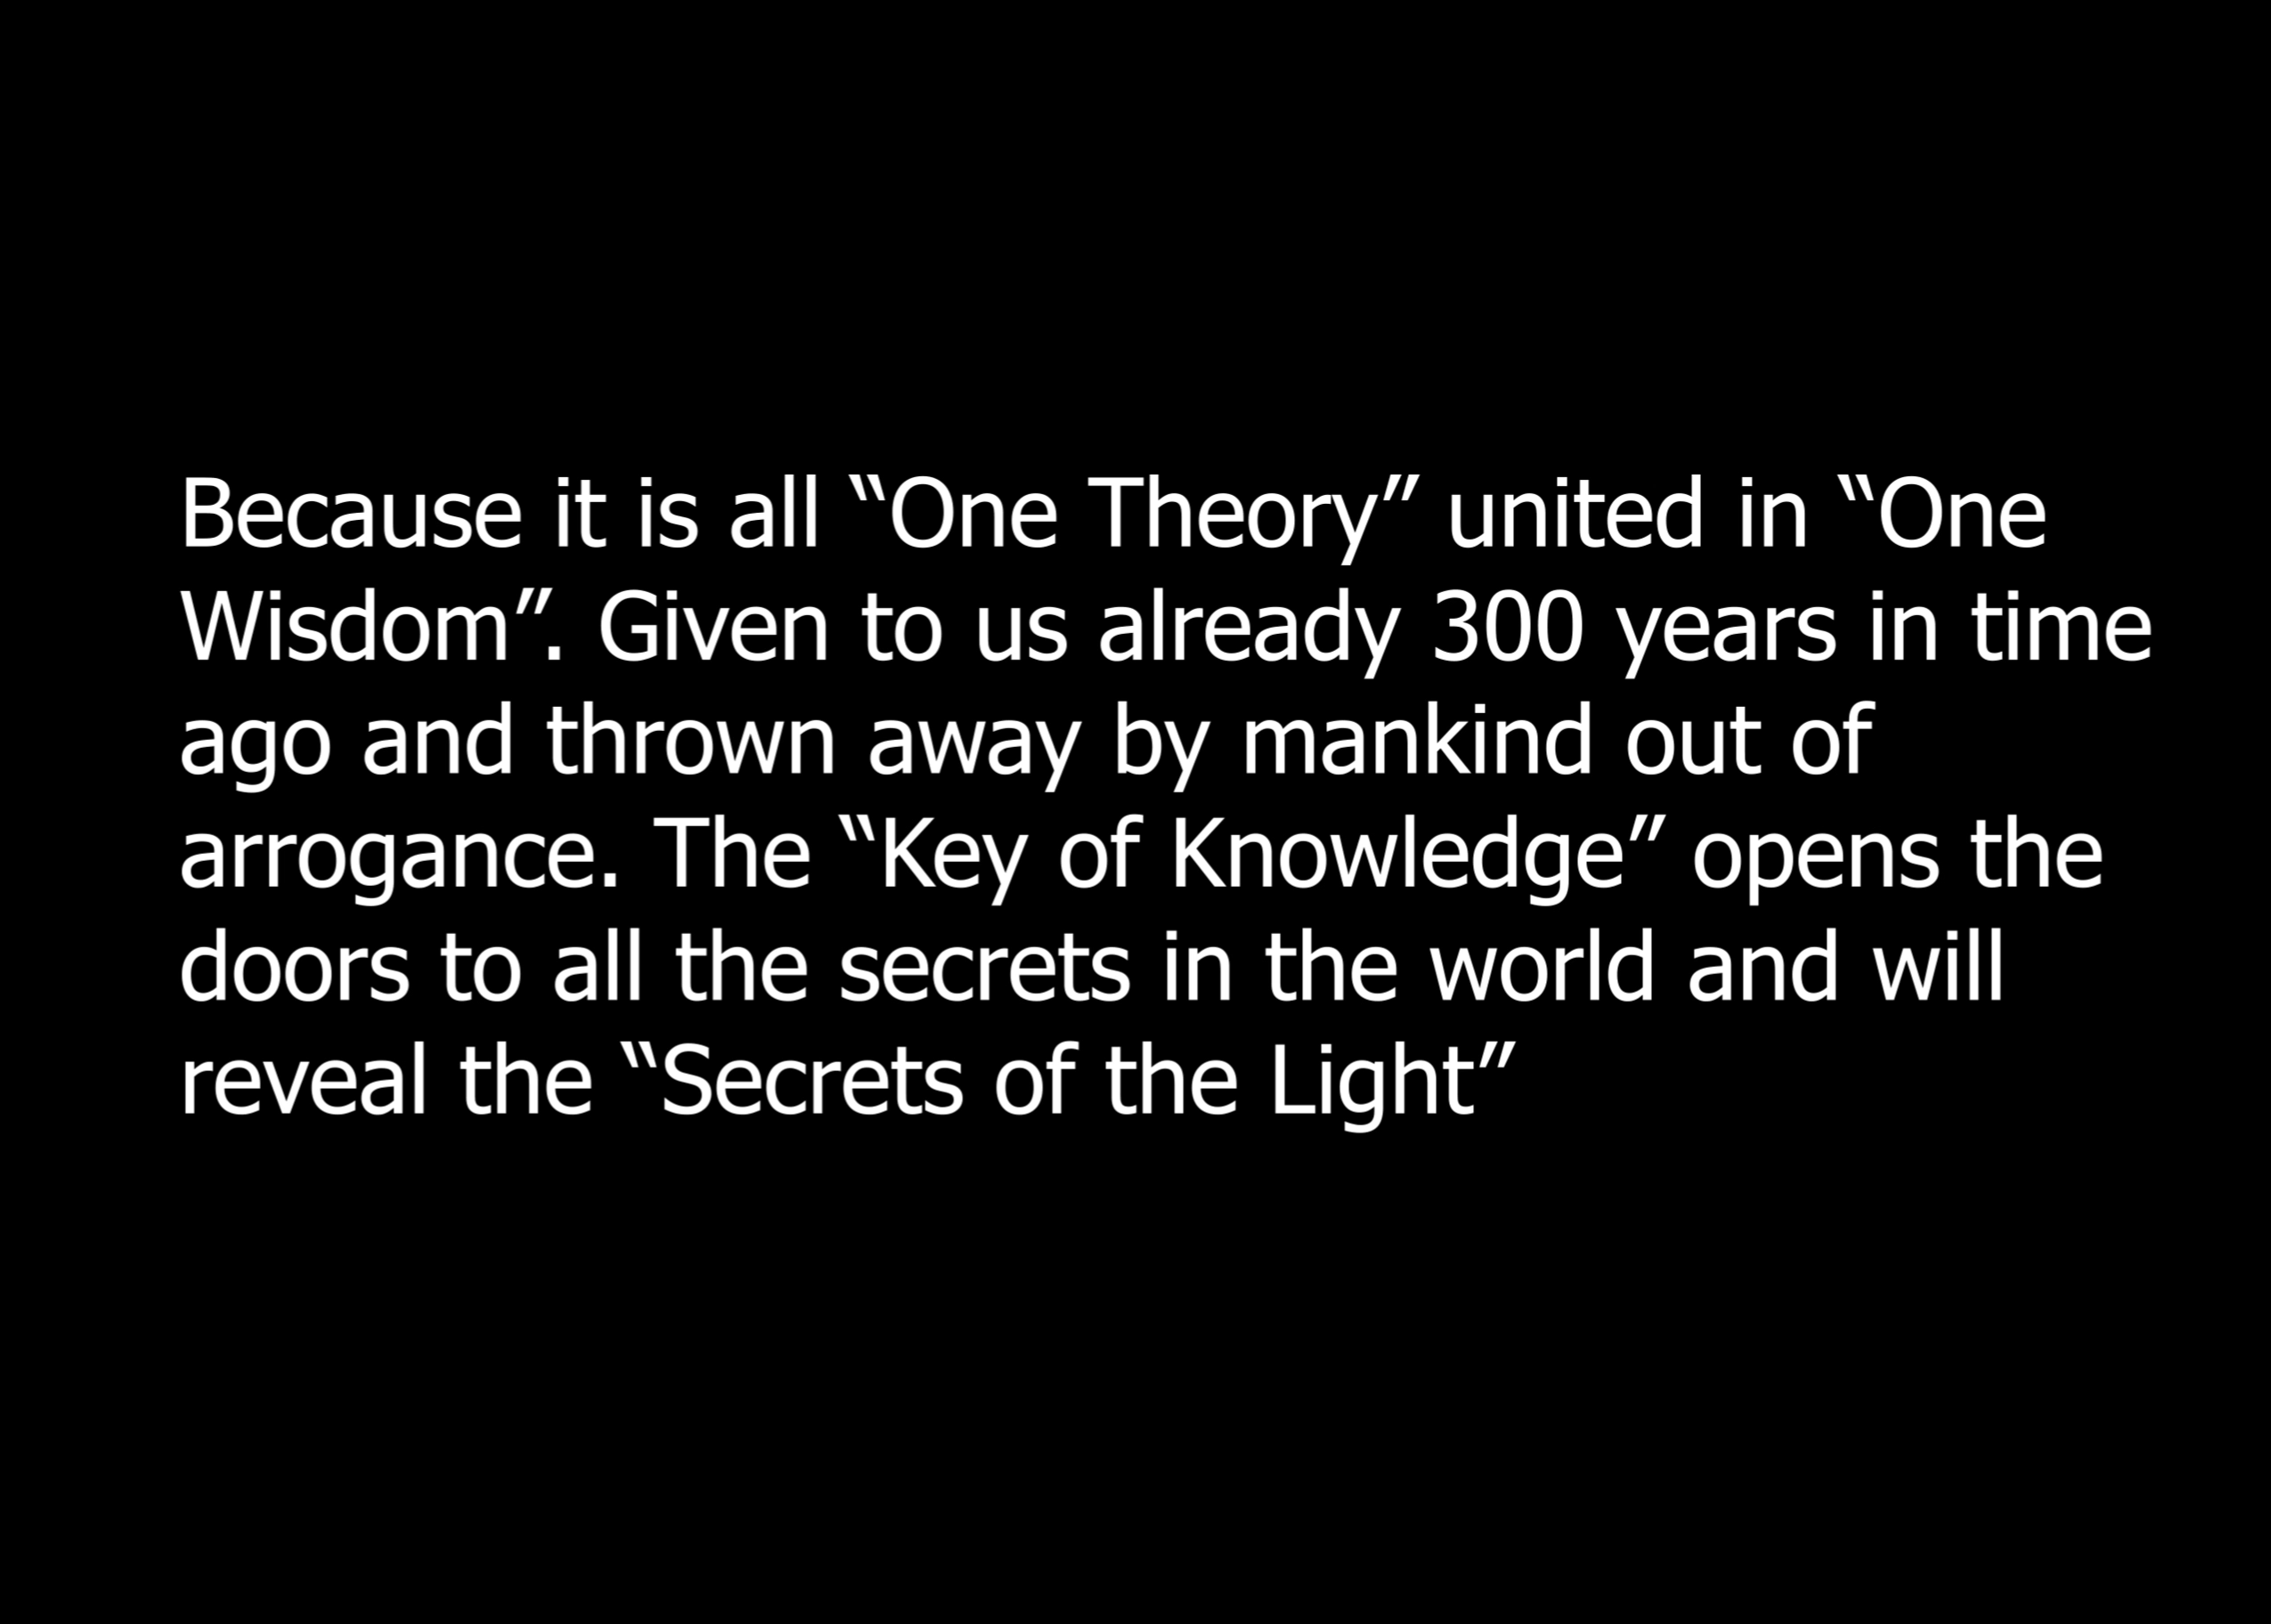 Because it is all “One Theory” united in “One
Wisdom”. Given to us already 300 years in time
ago and thrown away by mankind out of
arrogance. The “Key of Knowledge” opens the
doors to all the secrets in the world and will
reveal the “Secrets of the Light”